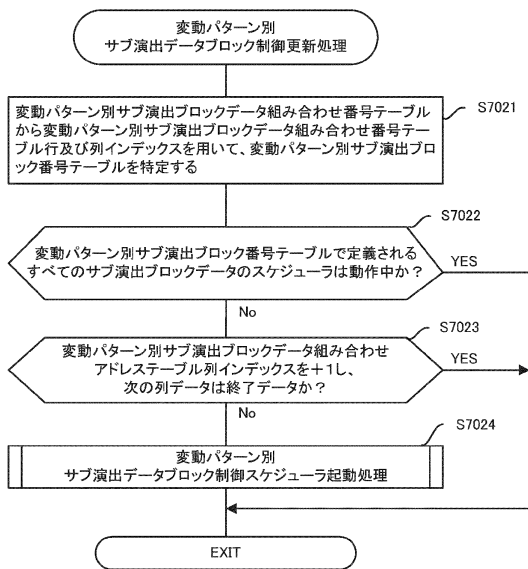 変動パターン別
サブ演出データブロック制御更新処理
S7021
変動パターン別サブ演出ブロックデータ組み合わせ番号テーブル
から変動パターン別サブ演出ブロックデータ組み合わせ番号テー
ブル行及び列インデックスを用いて、変動パターン別サブ演出ブロ
ック番号テーブルを特定する
S7022
変動パターン別サブ演出ブロック番号テーブルで定義される
すべてのサブ演出ブロックデータのスケジューラは動作中か？
YES
No
S7023
変動パターン別サブ演出ブロックデータ組み合わせ
アドレステーブル列インデックスを＋1し、
次の列データは終了データか？
YES
No
S7024
変動パターン別
サブ演出データブロック制御スケジューラ起動処理
EXIT